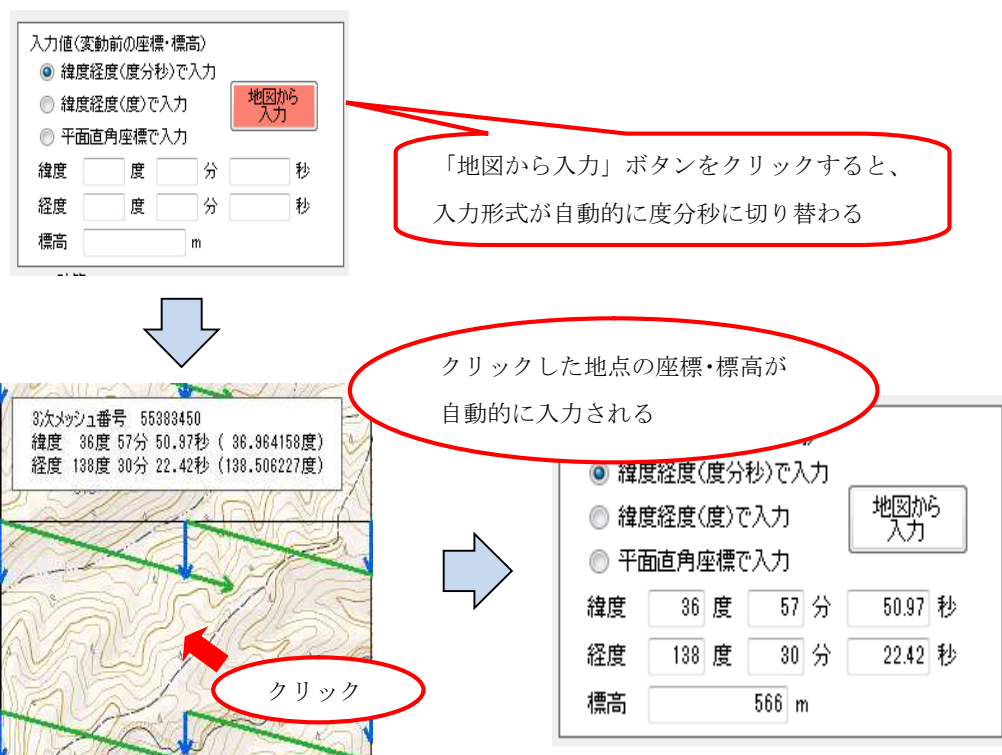 入力値(変動前の座標・標高)
緯度経度(度分秒)で入力
緯度経度(度)で入力
平面直角座標で入力
地図から
入力
緯度 度 分 秒
経度 度 分 秒
標高 m
「地図から入力」ボタンをクリックすると、
入力形式が自動的に度分秒に切り替わる
クリックした地点の座標・標高が
自動的に入力される
3次メッシュ番号 55383450
緯度 36度 57分 50.97秒 ( 36.964158度)
経度 138度 30分 22.42秒 (138.506227度)
クリック
緯度経度(度分秒)で入力
緯度経度(度)で入力
平面直角座標で入力
地図から
入力
緯度 36 度 57 分 50.97 秒
経度 138 度 30 分 22.42 秒
標高 566 m